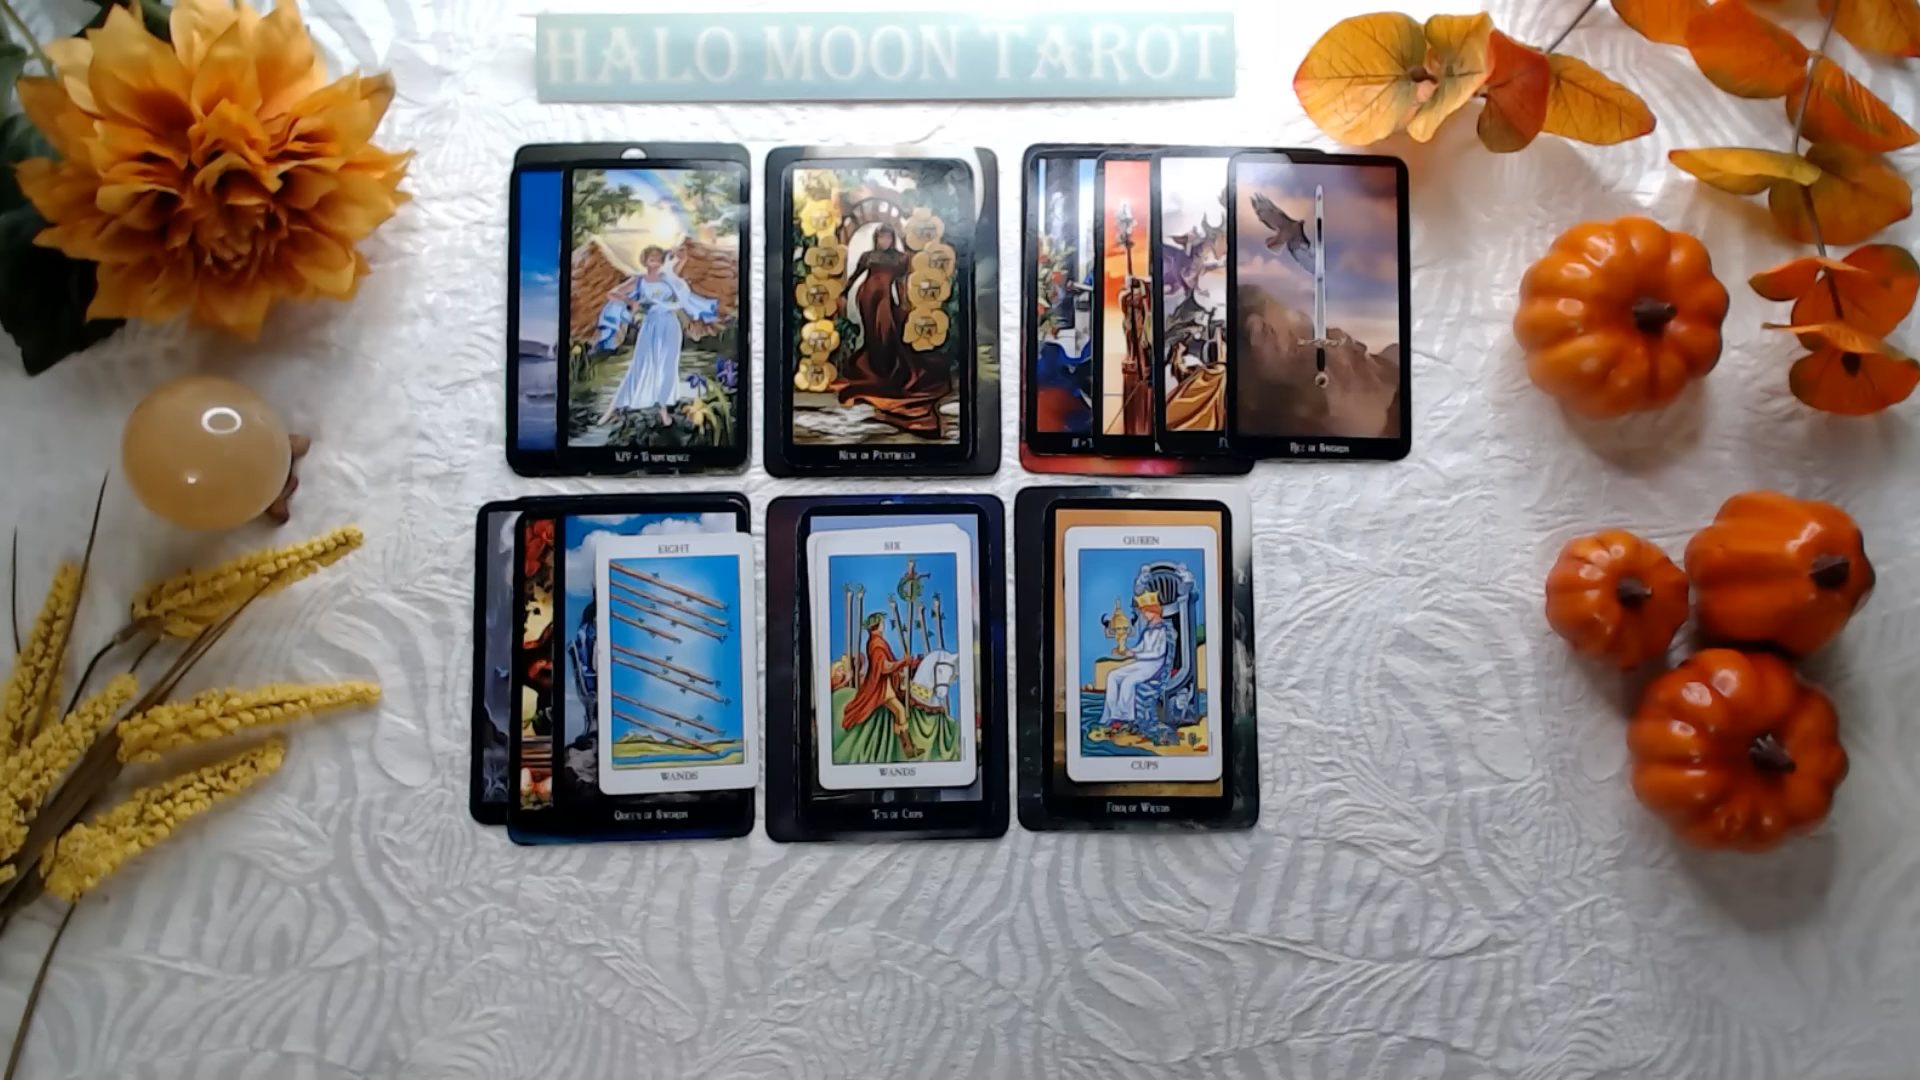 HALO MOON TAROT
XIV • TEMPERANCE
NINE OF PENTACLES
ACE OF SWORDS
EIGHT
WANDS
QUEEN OF SWORDS
SIX
WANDS
TEN OF CUPS
QUEEN
CUPS
FOUR OF WANDS